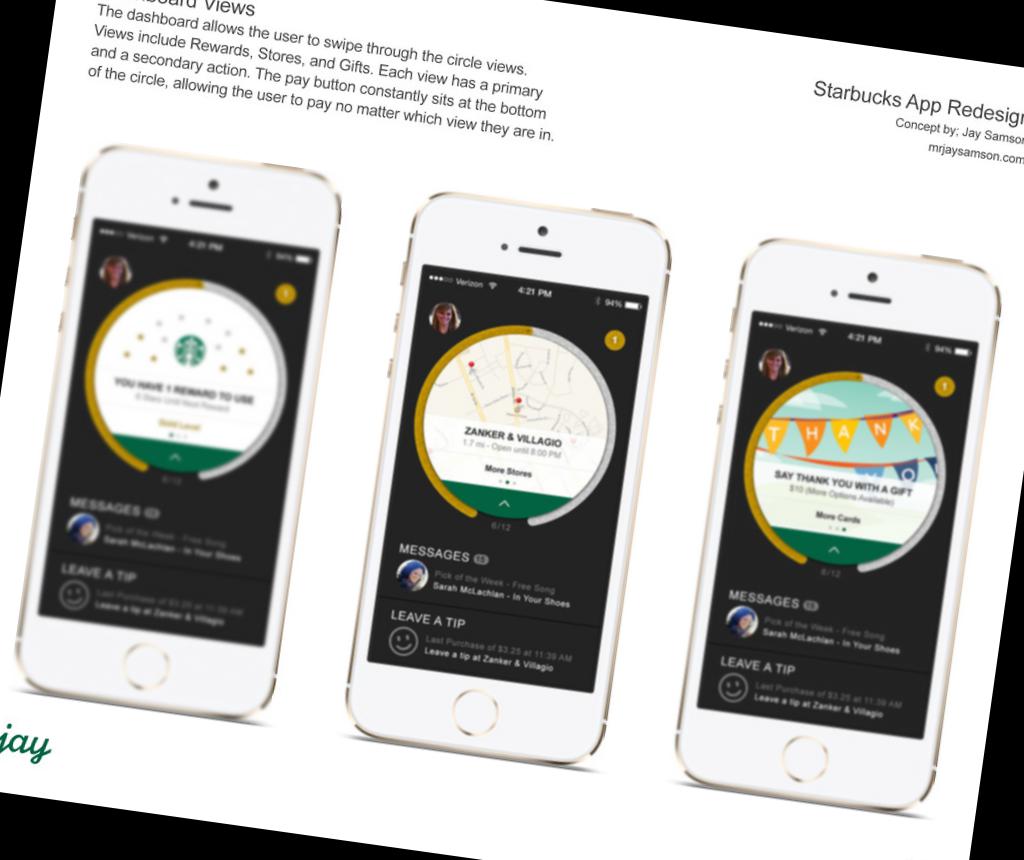 board Views
The dashboard allows the user to swipe through the circle views.
Views include Rewards, Stores, and Gifts. Each view has a primary
and a secondary action. The pay button constantly sits at the bottom
of the circle, allowing the user to pay no matter which view they are in.
Starbucks App Redesign
Concept by; Jay Samson
mrjaysamson.com
Verizon 4:21 PM 94%
1
YOU HAVE 1 REWARD TO USE
6 Stars Until Next Reward
Gold Level
6/12
MESSAGES
Pick of the Week - Free Song
Sarah McLachlan - In Your Shoes
LEAVE A TIP
Last Purchase of $3.25 at 11:39 AM
Leave a tip at Zanker & Villagio
Verizon 4:21 PM 94%
1
ZANKER & VILLAGIO
1.7 mi - Open until 8:00 PM
More Stores
6/12
MESSAGES 13
Pick of the Week - Free Song
Sarah McLachlan - In Your Shoes
LEAVE A TIP
Last Purchase of $3.25 at 11:39 AM
Leave a tip at Zanker & Villagio
Verizon 4:21 PM 94%
1
THANK
SAY THANK YOU WITH A GIFT
$10 (More Options Available)
More Cards
6/12
MESSAGES 13
Pick of the Week - Free Song
Sarah McLachlan - In Your Shoes
LEAVE A TIP
Last Purchase of $3.25 at 11:39 AM
Leave a tip at Zanker & Villagio
jay